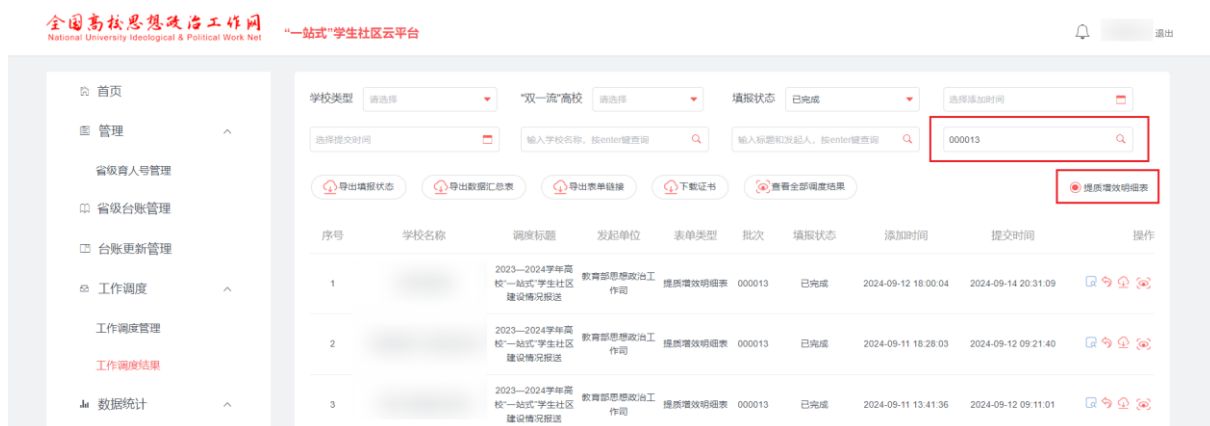 全国高校思想政治工作网
National University Ideological & Political Work Net
“一站式”学生社区云平台
退出
首页
管理
省级育人号管理
省级台账管理
台账更新管理
工作调度
工作调度管理
工作调度结果
数据统计
学校类型 请选择 “双一流”高校 请选择 填报状态 已完成 选择添加时间
选择提交时间 输入学校名称，按enter键查询 输入标题和发起人，按enter键查询 000013
导出填报状态 导出数据汇总表 导出表单链接 下载证书 查看全部调度结果 提质增效明细表
序号 学校名称 调度标题 发起单位 表单类型 批次 填报状态 添加时间 提交时间 操作
2023—2024学年高
校“一站式”学生社区
建设情况报送
教育部思想政治工
作司
1 提质增效明细表 000013 已完成 2024-09-12 18:00:04 2024-09-14 20:31:09
2023—2024学年高
校“一站式”学生社区
建设情况报送
教育部思想政治工
作司
2 提质增效明细表 000013 已完成 2024-09-11 18:28:03 2024-09-12 09:21:40
2023—2024学年高
校“一站式”学生社区
建设情况报送
教育部思想政治工
作司
3 提质增效明细表 000013 已完成 2024-09-11 13:41:36 2024-09-12 09:11:01